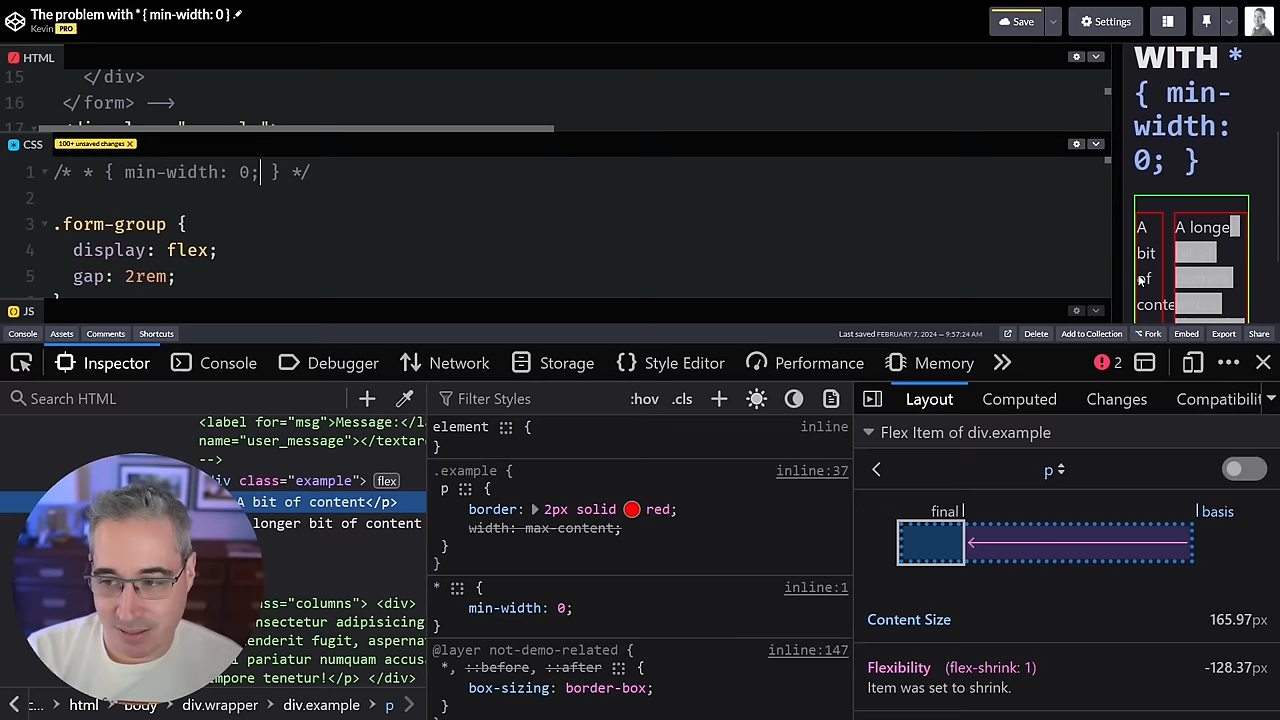 The problem with * { min-width: 0 }
Kevin PRO
Save
Settings
HTML
15 </div>
16 </form> -->
17
CSS
100+ unsaved changes X
1 /* * { min-width: 0; } */
2
3 .form-group {
4 display: flex;
5 gap: 2rem;
JS
WITH *
{ min-
width:
0; }
A
bit
of
conte
A longe
Console
Assets
Comments
Shortcuts
Last saved FEBRUARY 7, 2024 — 9:57:24 AM
Delete
Add to Collection
Fork
Embed
Export
Share
Inspector
Console
Debugger
Network
Storage
Style Editor
Performance
Memory
2
Search HTML
Filter Styles
:hov
.cls
Layout
Computed
Changes
Compatibilit
<label for="msg">Message:</l
name="user_message"></textare
-->
div class="example"> flex
A bit of content</p>
longer bit of content
ass="columns"> <div>
onsectetur adipisicing
enderit fugit, asperna
pariatur numquam accus
mpore tenetur!</p> </div>
c...
html
body
div.wrapper
div.example
p
element {
inline
}
.example {
inline:37
p {
border: 2px solid red;
width: max-content;
}
}
* {
inline:1
min-width: 0;
}
@layer not-demo-related {
inline:147
*, ::before, ::after {
box-sizing: border-box;
}
Flex Item of div.example
p
final
basis
Content Size 165.97px
Flexibility (flex-shrink: 1) -128.37px
Item was set to shrink.